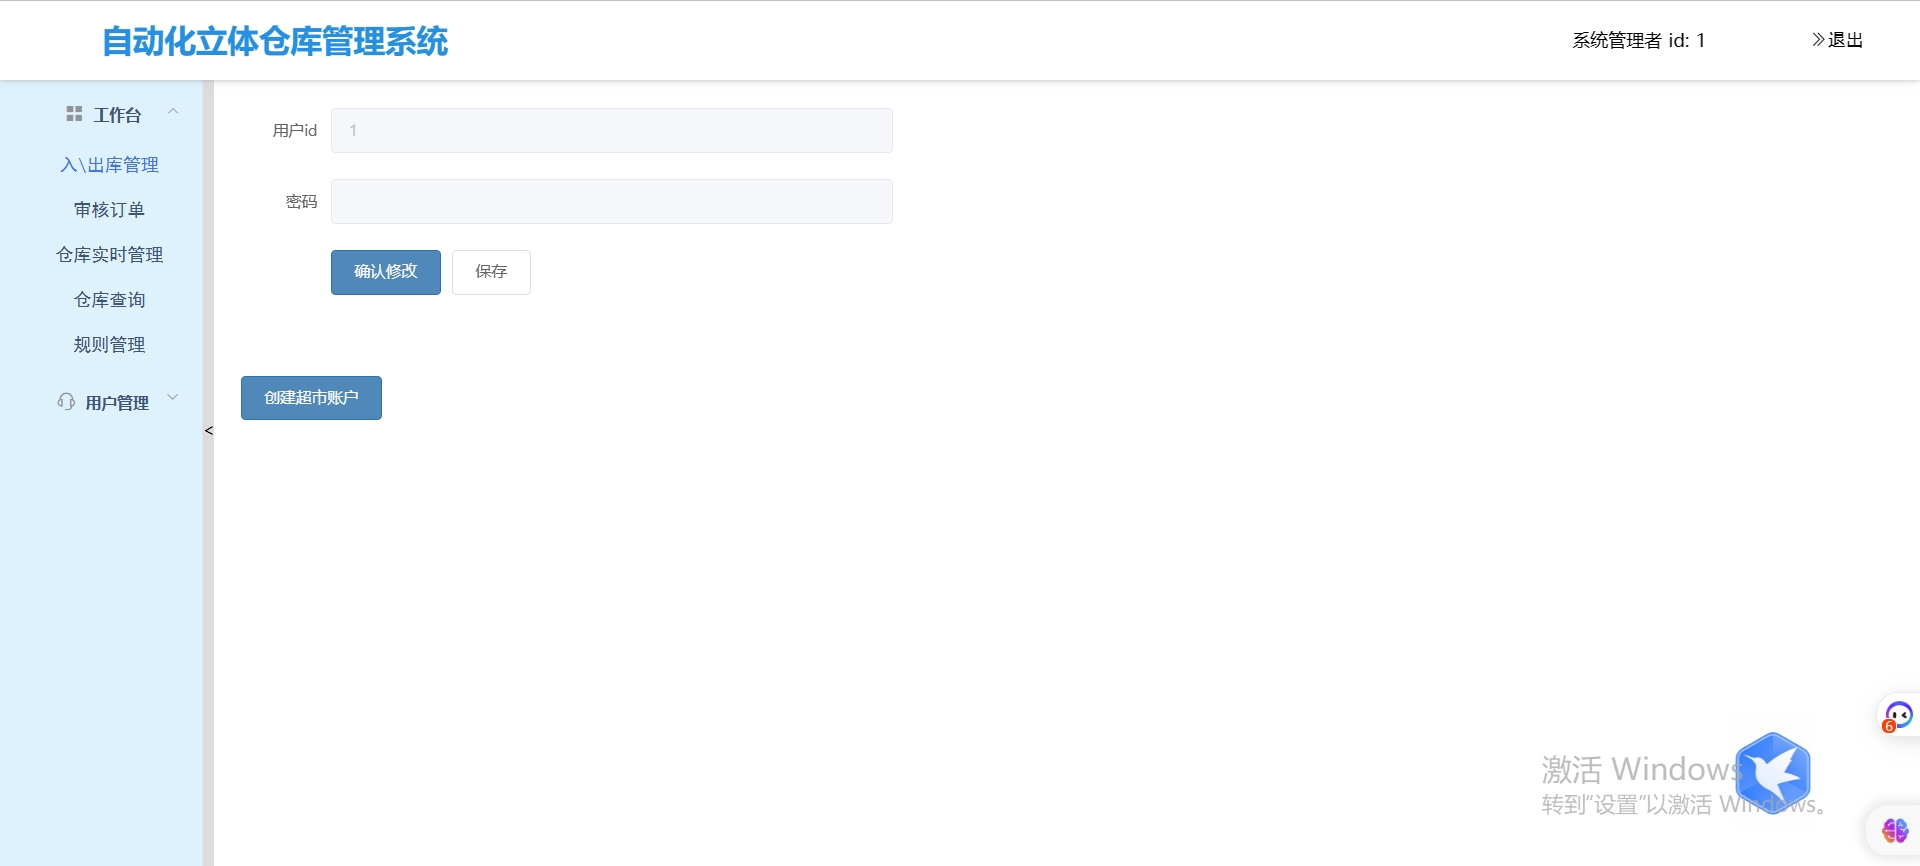 自动化立体仓库管理系统
系统管理者 id: 1
退出
工作台
入\出库管理
审核订单
仓库实时管理
仓库查询
规则管理
用户管理
<
用户id
1
密码
确认修改
保存
创建超市账户
6
激活 Windows
转到"设置"以激活 Windows。